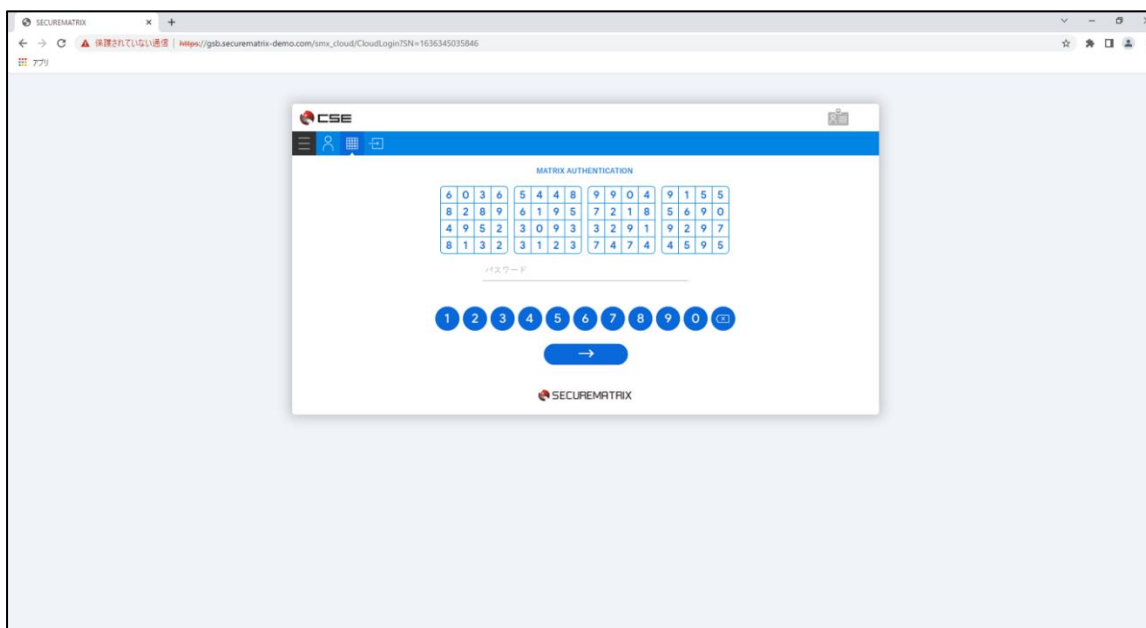 SECUREMATRIX
保護されていない通信 | https://gsb.securematrix-demo.com/smx_cloud/CloudLogin?SN=1636345035846
アプリ
CSE
MATRIX AUTHENTICATION
6 0 3 6 5 4 4 8 9 9 0 4 9 1 5 5
8 2 8 9 6 1 9 5 7 2 1 8 5 6 9 0
4 9 5 2 3 0 9 3 3 2 9 1 9 2 9 7
8 1 3 2 3 1 2 3 7 4 7 4 4 5 9 5
パスワード
1 2 3 4 5 6 7 8 9 0
SECUREMATRIX